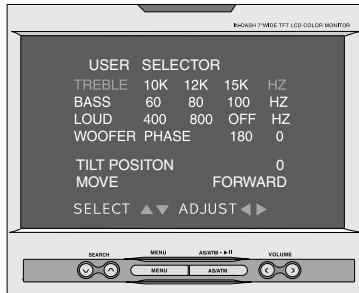 IN-DASH 7"WIDE TFT LCD COLOR MONITOR
USER SELECTOR
TREBLE 10K 12K 15K HZ
BASS 60 80 100 HZ
LOUD 400 800 OFF HZ
WOOFER PHASE 180 0
TILT POSITON 0
MOVE FORWARD
SELECT ▲▼ ADJUST ◀▶
SEARCH MENU AS/ATM - ▶II VOLUME
MENU AS/ATM